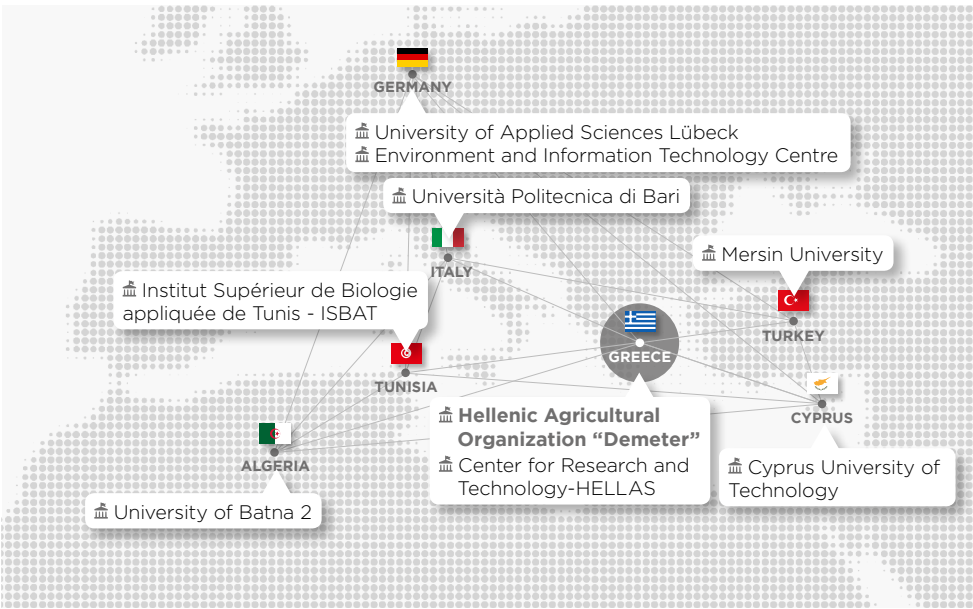 GERMANY
University of Applied Sciences Lübeck
Environment and Information Technology Centre
Università Politecnica di Bari
ITALY
Mersin University
TURKEY
Institut Supérieur de Biologie
appliquée de Tunis - ISBAT
TUNISIA
GREECE
Hellenic Agricultural
Organization “Demeter”
Center for Research and
Technology-HELLAS
CYPRUS
Cyprus University of
Technology
ALGERIA
University of Batna 2